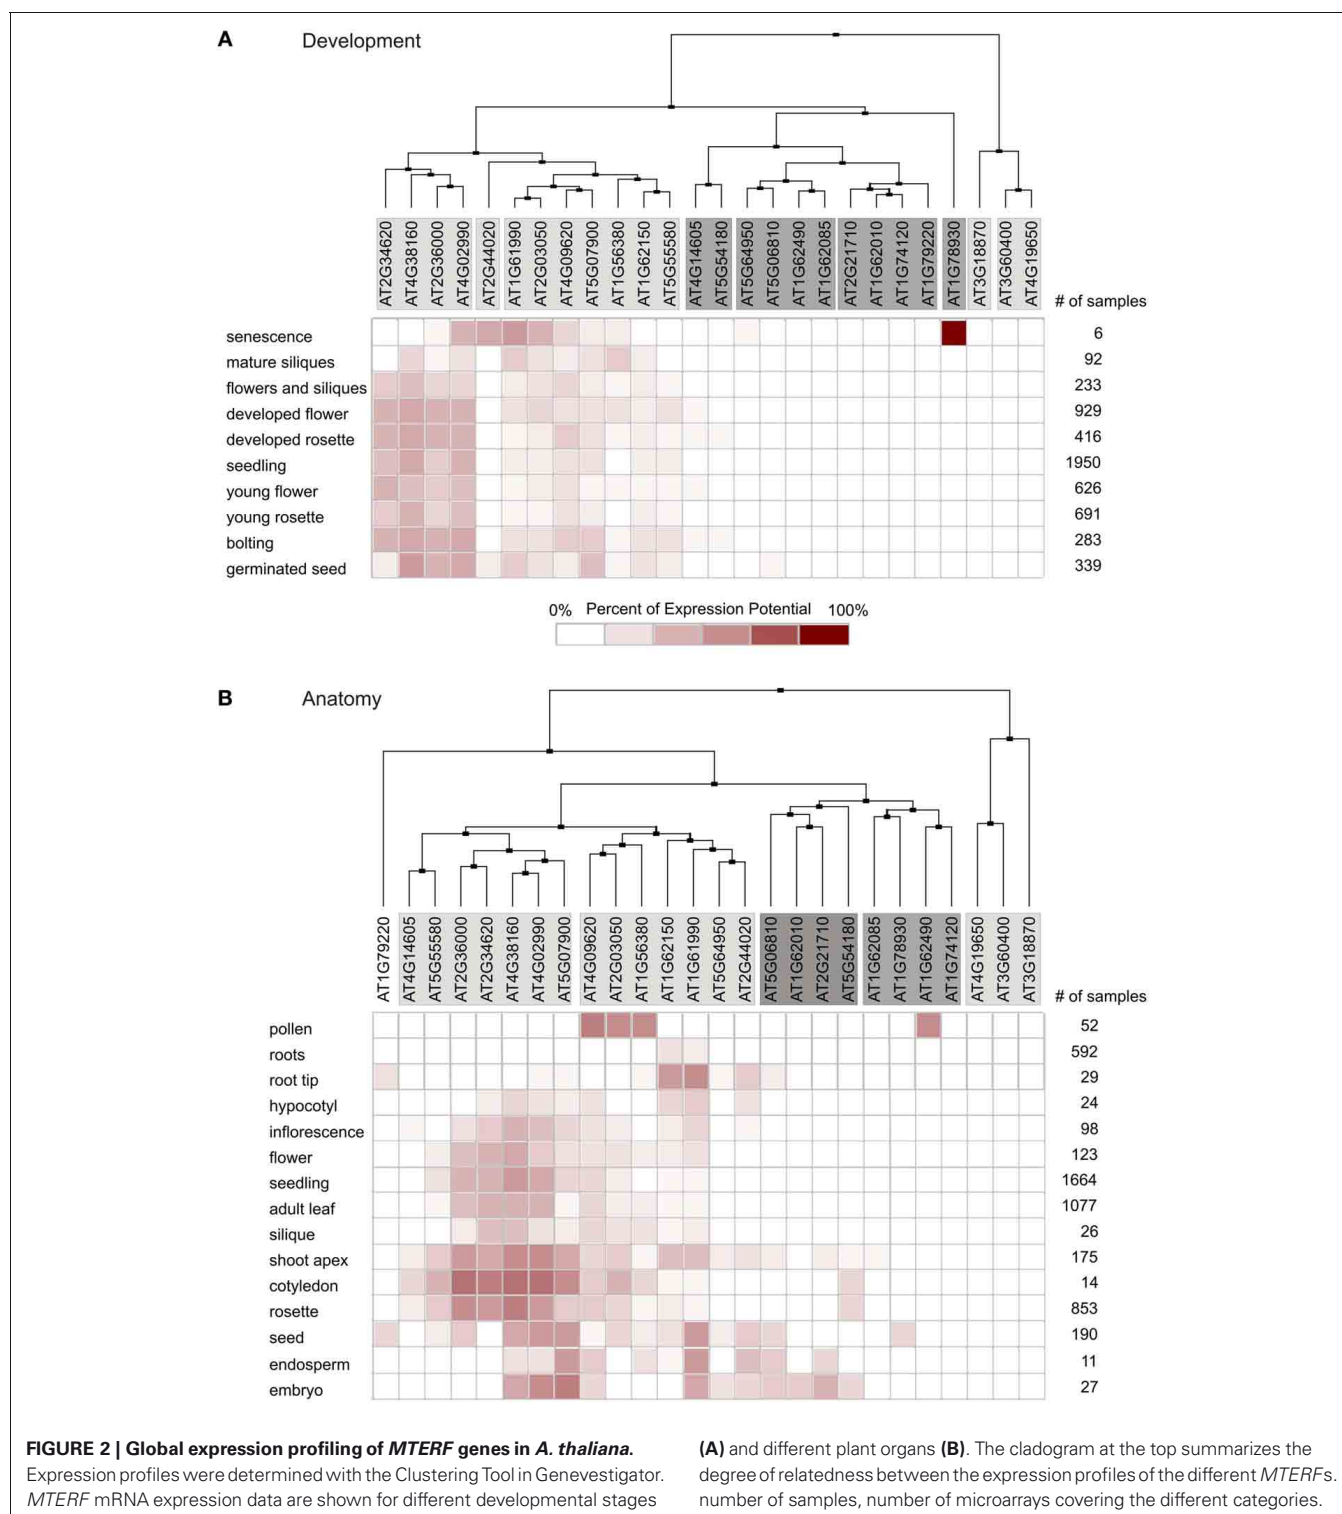 A Development
AT2G34620
AT4G38160
AT2G36000
AT4G02990
AT2G44020
AT1G61990
AT2G03050
AT4G09620
AT5G07900
AT1G56380
AT1G62150
AT5G55580
AT4G14605
AT5G54180
AT5G64950
AT5G06810
AT1G62490
AT1G62085
AT2G21710
AT1G62010
AT1G74120
AT1G79220
AT1G78930
AT3G18870
AT3G60400
AT4G19650
# of samples
senescence 6
mature siliques 92
flowers and siliques 233
developed flower 929
developed rosette 416
seedling 1950
young flower 626
young rosette 691
bolting 283
germinated seed 339
0% Percent of Expression Potential 100%
B Anatomy
AT1G79220
AT4G14605
AT5G55580
AT2G36000
AT2G34620
AT4G38160
AT4G02990
AT5G07900
AT4G09620
AT2G03050
AT1G56380
AT1G62150
AT1G61990
AT5G64950
AT2G44020
AT5G06810
AT1G62010
AT2G21710
AT5G54180
AT1G62085
AT1G78930
AT1G62490
AT1G74120
AT4G19650
AT3G60400
AT3G18870
# of samples
pollen 52
roots 592
root tip 29
hypocotyl 24
inflorescence 98
flower 123
seedling 1664
adult leaf 1077
silique 26
shoot apex 175
cotyledon 14
rosette 853
seed 190
endosperm 11
embryo 27
FIGURE 2 | Global expression profiling of MTERF genes in A. thaliana.
Expression profiles were determined with the Clustering Tool in Genevestigator.
MTERF mRNA expression data are shown for different developmental stages
(A) and different plant organs (B). The cladogram at the top summarizes the
degree of relatedness between the expression profiles of the different MTERFs.
number of samples, number of microarrays covering the different categories.